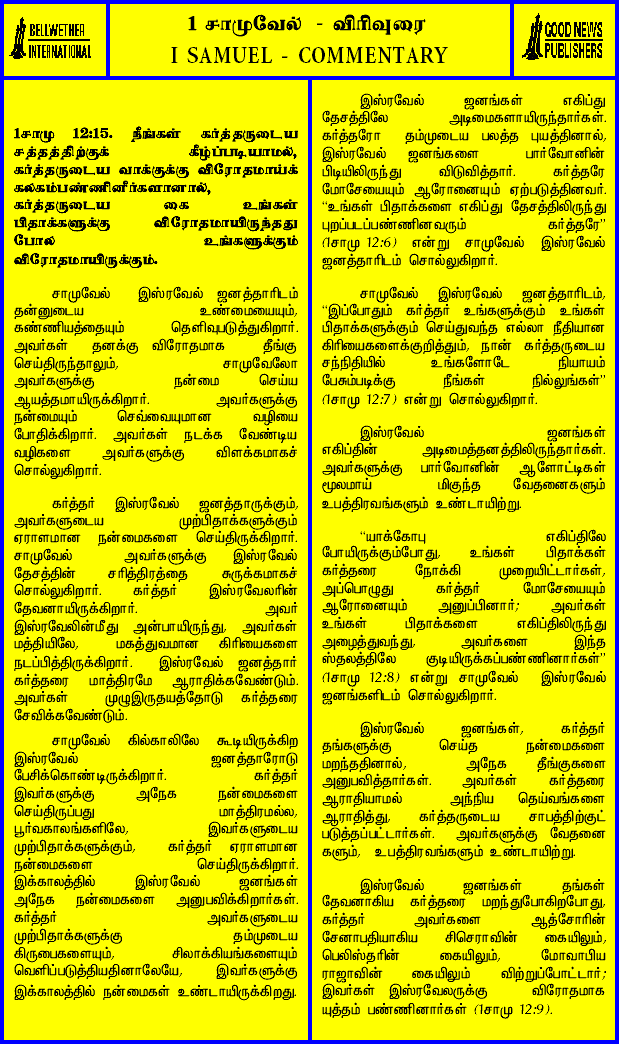 BELLWETHER
INTERNATIONAL
1 சாமுவேல் - விரிவுரை
I SAMUEL - COMMENTARY
GOOD NEWS
PUBLISHERS
1சாமு 12:15. நீங்கள் கர்த்தருடைய
சத்தத்திற்குக் கீழ்ப்படியாமல்,
கர்த்தருடைய வாக்குக்கு விரோதமாய்க்
கலகம்பண்ணினீர்களானால்,
கர்த்தருடைய கை உங்கள்
பிதாக்களுக்கு விரோதமாயிருந்தது
போல உங்களுக்கும்
விரோதமாயிருக்கும்.
சாமுவேல் இஸ்ரவேல் ஜனத்தாரிடம்
தன்னுடைய உண்மையையும்,
கண்ணியத்தையும் தெளிவுபடுத்துகிறார்.
அவர்கள் தனக்கு விரோதமாக தீங்கு
செய்திருந்தாலும், சாமுவேலோ
அவர்களுக்கு நன்மை செய்ய
ஆயத்தமாயிருக்கிறார். அவர்களுக்கு
நன்மையும் செவ்வையுமான வழியை
போதிக்கிறார். அவர்கள் நடக்க வேண்டிய
வழிகளை அவர்களுக்கு விளக்கமாகச்
சொல்லுகிறார்.
கர்த்தர் இஸ்ரவேல் ஜனத்தாருக்கும்,
அவர்களுடைய முற்பிதாக்களுக்கும்
ஏராளமான நன்மைகளை செய்திருக்கிறார்.
சாமுவேல் அவர்களுக்கு இஸ்ரவேல்
தேசத்தின் சரித்திரத்தை சுருக்கமாகச்
சொல்லுகிறார். கர்த்தர் இஸ்ரவேலரின்
தேவனாயிருக்கிறார். அவர்
இஸ்ரவேலின்மீது அன்பாயிருந்து, அவர்கள்
மத்தியிலே, மகத்துவமான கிரியைகளை
நடப்பித்திருக்கிறார். இஸ்ரவேல் ஜனத்தார்
கர்த்தரை மாத்திரமே ஆராதிக்கவேண்டும்.
அவர்கள் முழுஇருதயத்தோடு கர்த்தரை
சேவிக்கவேண்டும்.
சாமுவேல் கில்காலிலே கூடியிருக்கிற
இஸ்ரவேல் ஜனத்தாரோடு
பேசிக்கொண்டிருக்கிறார். கர்த்தர்
இவர்களுக்கு அநேக நன்மைகளை
செய்திருப்பது மாத்திரமல்ல,
பூர்வகாலங்களிலே, இவர்களுடைய
முற்பிதாக்களுக்கும், கர்த்தர் ஏராளமான
நன்மைகளை செய்திருக்கிறார்.
இக்காலத்தில் இஸ்ரவேல் ஜனங்கள்
அநேக நன்மைகளை அனுபவிக்கிறார்கள்.
கர்த்தர் அவர்களுடைய
முற்பிதாக்களுக்கு தம்முடைய
கிருபைகளையும், சிலாக்கியங்களையும்
வெளிப்படுத்தியதினாலேயே, இவர்களுக்கு
இக்காலத்தில் நன்மைகள் உண்டாயிருக்கிறது.
இஸ்ரவேல் ஜனங்கள் எகிப்து
தேசத்திலே அடிமைகளாயிருந்தார்கள்.
கர்த்தரோ தம்முடைய பலத்த புயத்தினால்,
இஸ்ரவேல் ஜனங்களை பார்வோனின்
பிடியிலிருந்து விடுவித்தார். கர்த்தரே
மோசேயையும் ஆரோனையும் ஏற்படுத்தினவர்.
“உங்கள் பிதாக்களை எகிப்து தேசத்திலிருந்து
புறப்படப்பண்ணினவரும் கர்த்தரே”
(1சாமு 12:6) என்று சாமுவேல் இஸ்ரவேல்
ஜனத்தாரிடம் சொல்லுகிறார்.
சாமுவேல் இஸ்ரவேல் ஜனத்தாரிடம்,
“இப்போதும் கர்த்தர் உங்களுக்கும் உங்கள்
பிதாக்களுக்கும் செய்துவந்த எல்லா நீதியான
கிரியைகளைக்குறித்தும், நான் கர்த்தருடைய
சந்நிதியில் உங்களோடே நியாயம்
பேசும்படிக்கு நீங்கள் நில்லுங்கள்”
(1சாமு 12:7) என்று சொல்லுகிறார்.
இஸ்ரவேல் ஜனங்கள்
எகிப்தின் அடிமைத்தனத்திலிருந்தார்கள்.
அவர்களுக்கு பார்வோனின் ஆளோட்டிகள்
மூலமாய் மிகுந்த வேதனைகளும்
உபத்திரவங்களும் உண்டாயிற்று.
“யாக்கோபு எகிப்திலே
போயிருக்கும்போது, உங்கள் பிதாக்கள்
கர்த்தரை நோக்கி முறையிட்டார்கள்,
அப்பொழுது கர்த்தர் மோசேயையும்
ஆரோனையும் அனுப்பினார்; அவர்கள்
உங்கள் பிதாக்களை எகிப்திலிருந்து
அழைத்துவந்து, அவர்களை இந்த
ஸ்தலத்திலே குடியிருக்கப்பண்ணினார்கள்”
(1சாமு 12:8) என்று சாமுவேல் இஸ்ரவேல்
ஜனங்களிடம் சொல்லுகிறார்.
இஸ்ரவேல் ஜனங்கள், கர்த்தர்
தங்களுக்கு செய்த நன்மைகளை
மறந்ததினால், அநேக தீங்குகளை
அனுபவித்தார்கள். அவர்கள் கர்த்தரை
ஆராதியாமல் அந்நிய தெய்வங்களை
ஆராதித்து, கர்த்தருடைய சாபத்திற்குட்
படுத்தப்பட்டார்கள். அவர்களுக்கு வேதனை
களும், உபத்திரவங்களும் உண்டாயிற்று.
இஸ்ரவேல் ஜனங்கள் தங்கள்
தேவனாகிய கர்த்தரை மறந்துபோகிறபோது,
கர்த்தர் அவர்களை ஆத்சோரின்
சேனாபதியாகிய சிசெராவின் கையிலும்,
பெலிஸ்தரின் கையிலும், மோவாபிய
ராஜாவின் கையிலும் விற்றுப்போட்டார்;
இவர்கள் இஸ்ரவேலருக்கு விரோதமாக
யுத்தம் பண்ணினார்கள் (1சாமு 12:9).